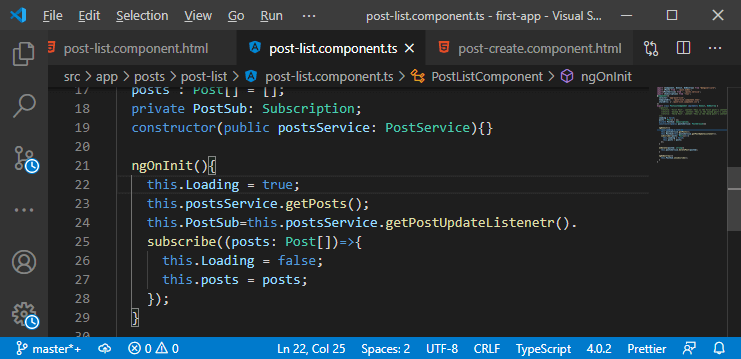 File Edit Selection View Go Run ··· post-list.component.ts - first-app - Visual S...
post-list.component.html post-list.component.ts × post-create.component.html ···
src > app > posts > post-list > post-list.component.ts > PostListComponent > ngOnInit
17 posts : Post[] = [];
18 private PostSub: Subscription;
19 constructor(public postsService: PostService){}
20
21 ngOnInit(){
22 this.Loading = true;
23 this.postsService.getPosts();
24 this.PostSub=this.postsService.getPostUpdateListenetr().
25 subscribe((posts: Post[])=>{
26 this.Loading = false;
27 this.posts = posts;
28 });
29 }
30
master*+ 0 0 Ln 22, Col 25 Spaces: 2 UTF-8 CRLF TypeScript 4.0.2 Prettier